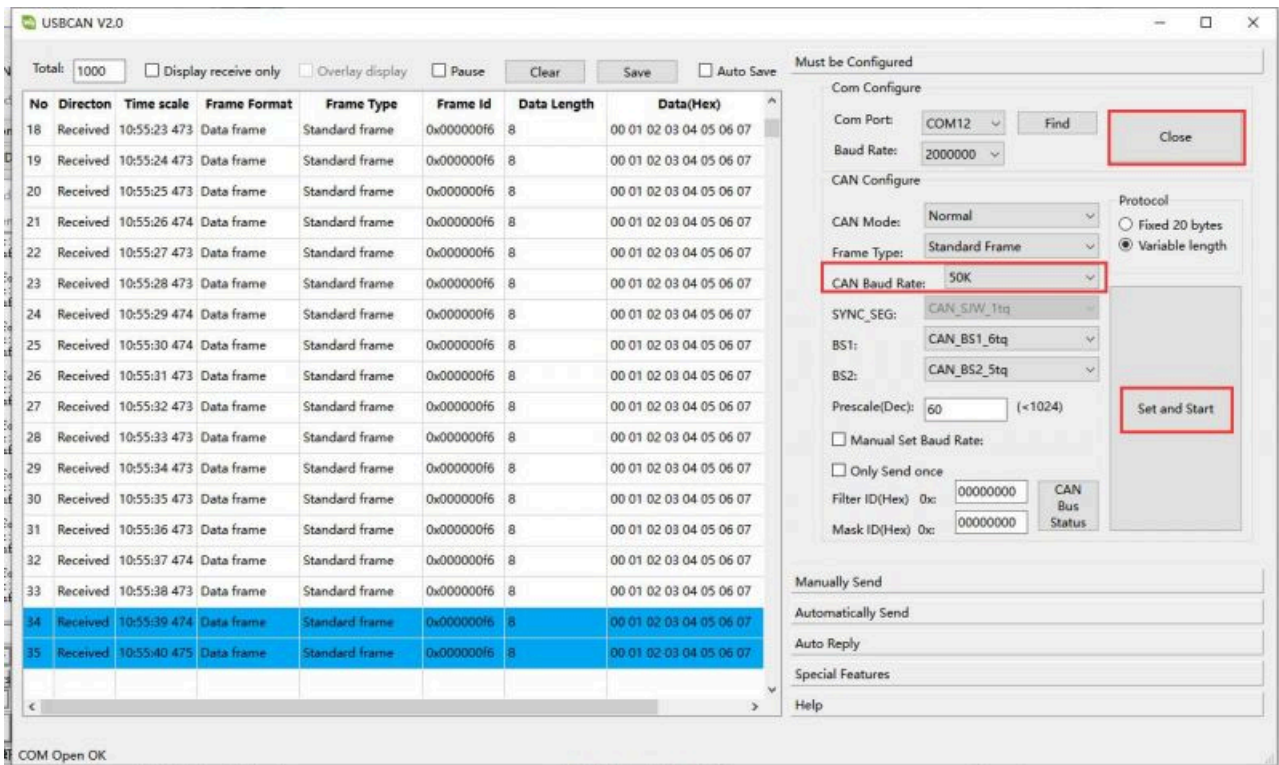 USBCAN V2.0
Total: 1000 Display receive only Overlay display Pause Clear Save Auto Save
No Directon Time scale Frame Format Frame Type Frame Id Data Length Data(Hex)
18 Received 10:55:23 473 Data frame Standard frame 0x000000f6 8 00 01 02 03 04 05 06 07
19 Received 10:55:24 473 Data frame Standard frame 0x000000f6 8 00 01 02 03 04 05 06 07
20 Received 10:55:25 473 Data frame Standard frame 0x000000f6 8 00 01 02 03 04 05 06 07
21 Received 10:55:26 474 Data frame Standard frame 0x000000f6 8 00 01 02 03 04 05 06 07
22 Received 10:55:27 473 Data frame Standard frame 0x000000f6 8 00 01 02 03 04 05 06 07
23 Received 10:55:28 473 Data frame Standard frame 0x000000f6 8 00 01 02 03 04 05 06 07
24 Received 10:55:29 474 Data frame Standard frame 0x000000f6 8 00 01 02 03 04 05 06 07
25 Received 10:55:30 474 Data frame Standard frame 0x000000f6 8 00 01 02 03 04 05 06 07
26 Received 10:55:31 473 Data frame Standard frame 0x000000f6 8 00 01 02 03 04 05 06 07
27 Received 10:55:32 473 Data frame Standard frame 0x000000f6 8 00 01 02 03 04 05 06 07
28 Received 10:55:33 473 Data frame Standard frame 0x000000f6 8 00 01 02 03 04 05 06 07
29 Received 10:55:34 473 Data frame Standard frame 0x000000f6 8 00 01 02 03 04 05 06 07
30 Received 10:55:35 473 Data frame Standard frame 0x000000f6 8 00 01 02 03 04 05 06 07
31 Received 10:55:36 473 Data frame Standard frame 0x000000f6 8 00 01 02 03 04 05 06 07
32 Received 10:55:37 474 Data frame Standard frame 0x000000f6 8 00 01 02 03 04 05 06 07
33 Received 10:55:38 473 Data frame Standard frame 0x000000f6 8 00 01 02 03 04 05 06 07
34 Received 10:55:39 474 Data frame Standard frame 0x000000f6 8 00 01 02 03 04 05 06 07
35 Received 10:55:40 475 Data frame Standard frame 0x000000f6 8 00 01 02 03 04 05 06 07
Must be Configured
Com Configure
Com Port: COM12 Find
Baud Rate: 2000000
Close
CAN Configure
CAN Mode: Normal
Frame Type: Standard Frame
Protocol
Fixed 20 bytes
Variable length
CAN Baud Rate: 50K
SYNC_SEG: CAN_SJW_1tq
BS1: CAN_BS1_6tq
BS2: CAN_BS2_5tq
Prescale(Dec): 60 (<1024)
Set and Start
Manual Set Baud Rate:
Only Send once
Filter ID(Hex) 0x: 00000000
Mask ID(Hex) 0x: 00000000
CAN
Bus
Status
Manually Send
Automatically Send
Auto Reply
Special Features
Help
COM Open OK